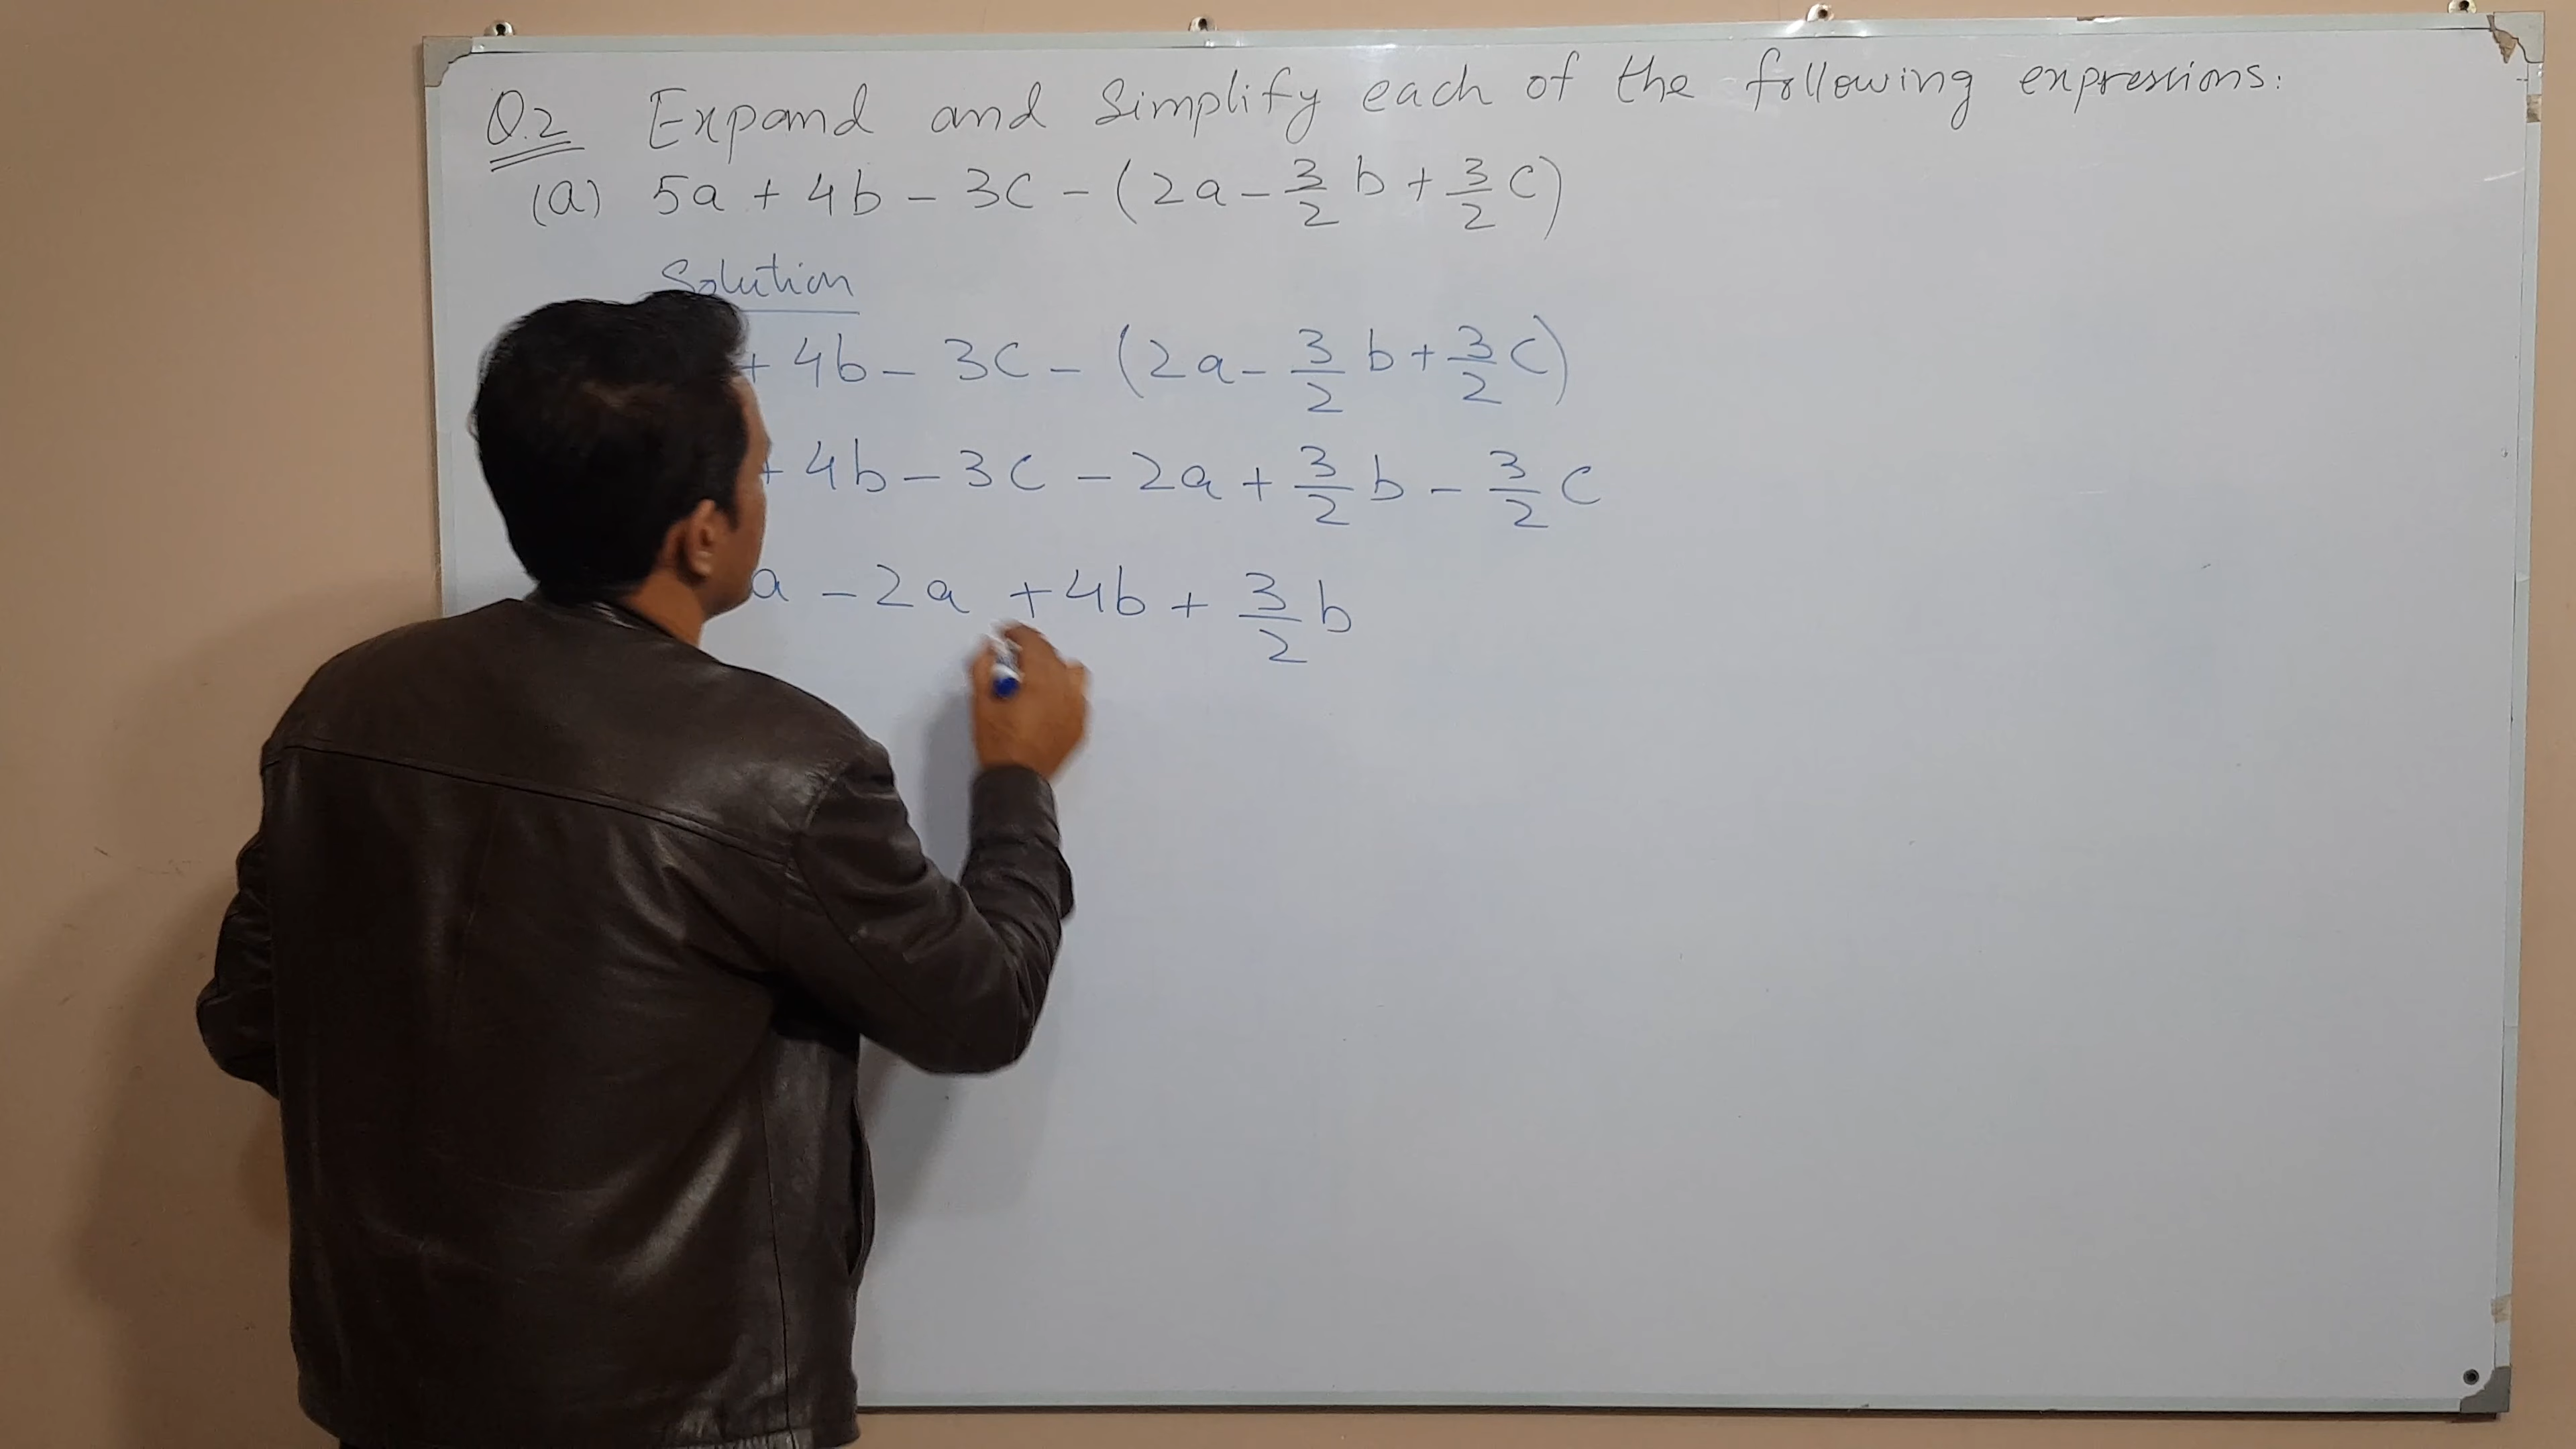 Q.2 Expand and Simplify each of the following expressions:
(a) 5a + 4b - 3c - (2a - 3/2 b + 3/2 c)
Solution
+ 4b - 3c - (2a - 3/2 b + 3/2 c)
+ 4b - 3c - 2a + 3/2 b - 3/2 c
a - 2a + 4b + 3/2 b